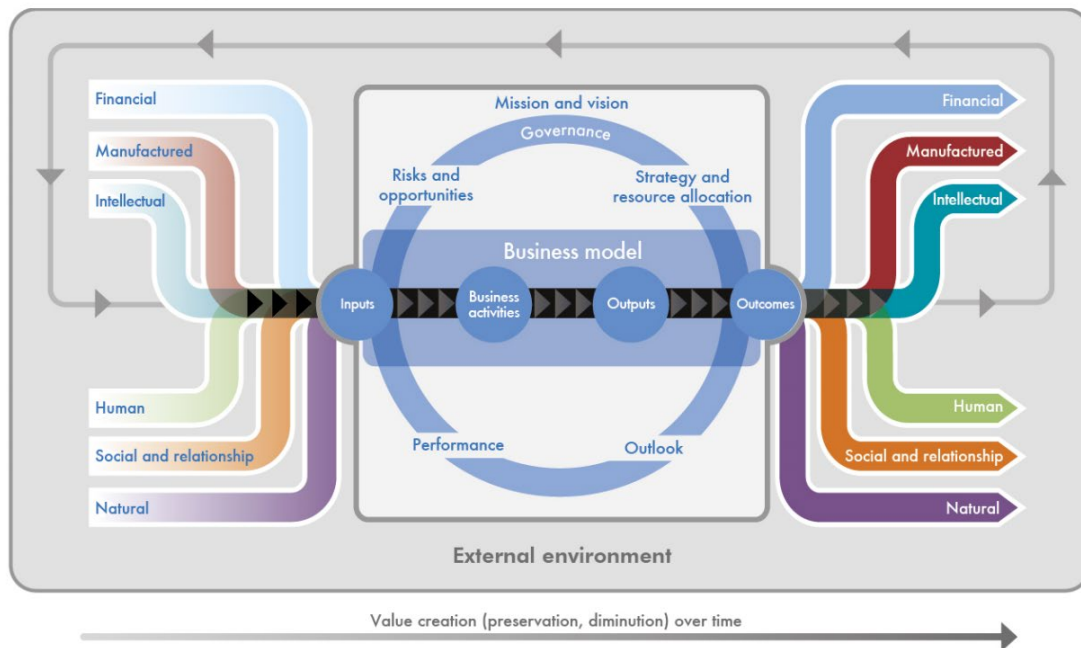 Financial
Manufactured
Intellectual
Human
Social and relationship
Natural
Mission and vision
Governance
Risks and
opportunities
Strategy and
resource allocation
Business model
Inputs
Business
activities
Outputs
Outcomes
Performance
Outlook
Financial
Manufactured
Intellectual
Human
Social and relationship
Natural
External environment
Value creation (preservation, diminution) over time